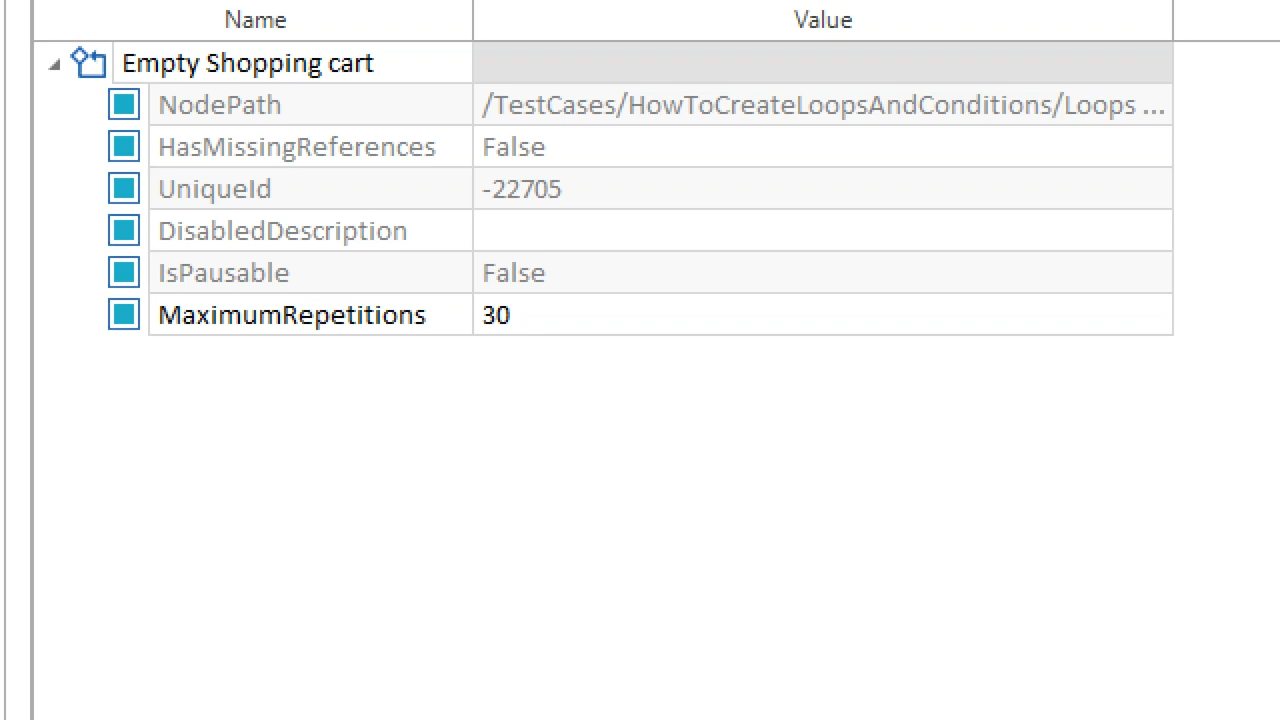 Name Value
Empty Shopping cart
NodePath /TestCases/HowToCreateLoopsAndConditions/Loops ...
HasMissingReferences False
UniqueId -22705
DisabledDescription
IsPausable False
MaximumRepetitions 30